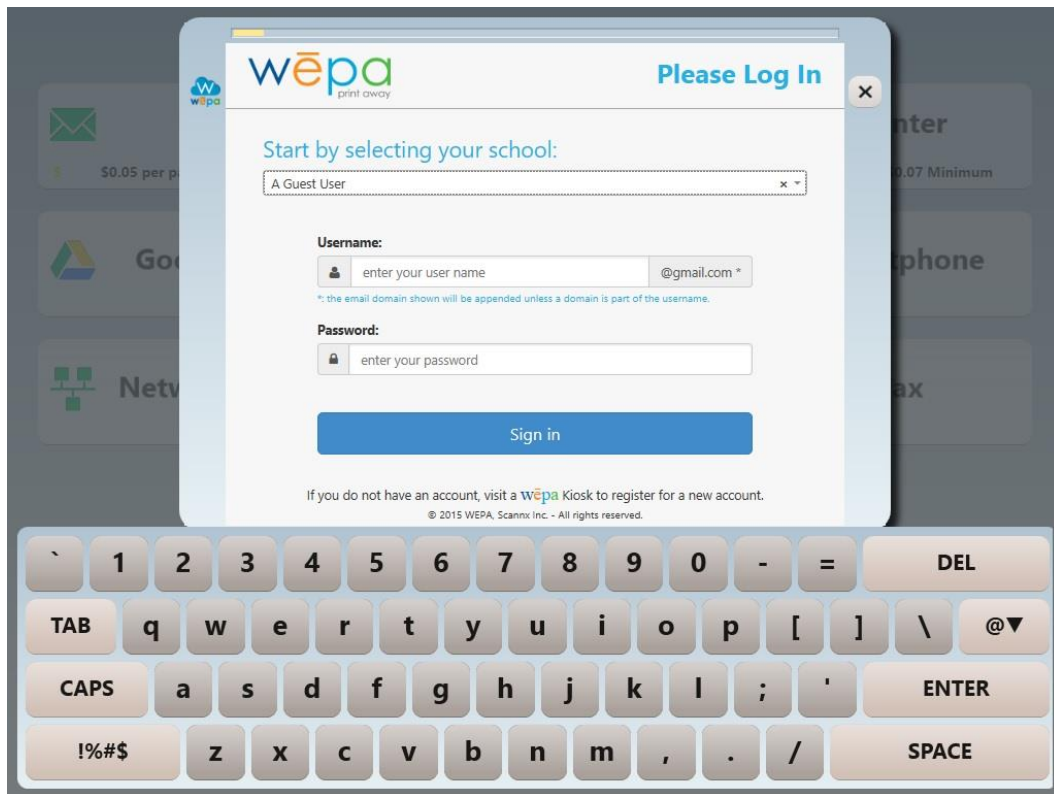 wēpa
print away
Please Log In
wēpa
×
Start by selecting your school:
A Guest User ×
Username:
enter your user name @gmail.com *
*: the email domain shown will be appended unless a domain is part of the username.
Password:
enter your password
Sign in
If you do not have an account, visit a wēpa Kiosk to register for a new account.
© 2015 WEPA, Scannx Inc. - All rights reserved.
nter
$0.05 per p
0.07 Minimum
Goo
tphone
Netw
ax
` 1 2 3 4 5 6 7 8 9 0 - = DEL
TAB q w e r t y u i o p [ ] \ @▼
CAPS a s d f g h j k l ; ' ENTER
!%#$ z x c v b n m , . / SPACE